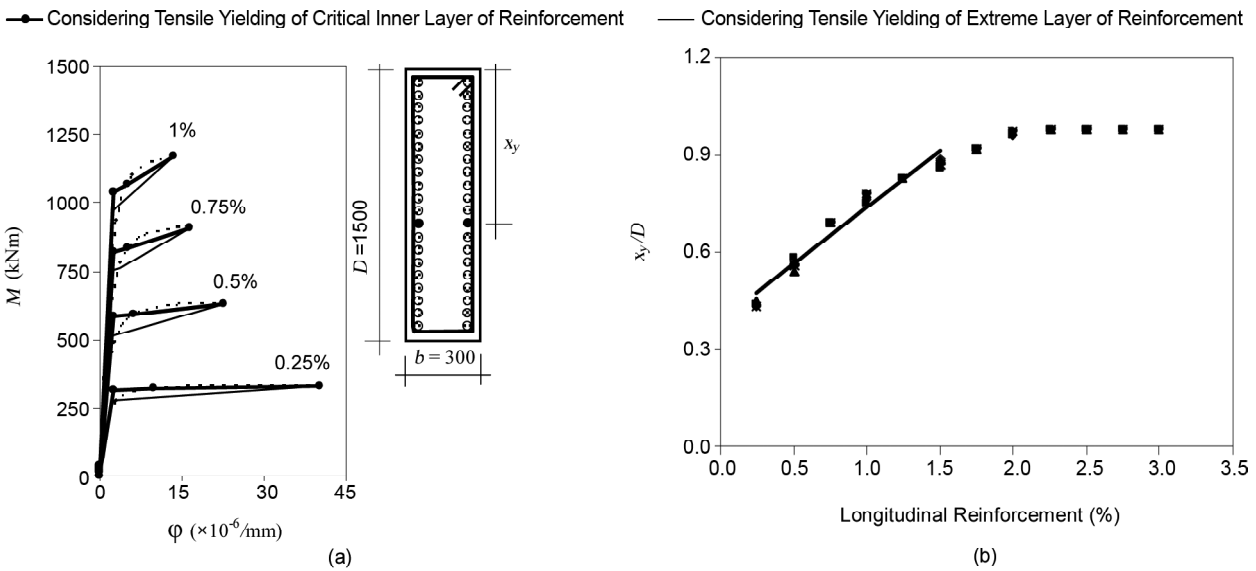 Considering Tensile Yielding of Critical Inner Layer of Reinforcement
Considering Tensile Yielding of Extreme Layer of Reinforcement
1500
1250
1000
750
500
250
0
M (kNm)
1%
0.75%
0.5%
0.25%
0
15
30
45
φ (×10⁻⁶/mm)
(a)
D =1500
x_y
b = 300
1.2
0.9
0.6
0.3
0.0
x_y/D
0.0
0.5
1.0
1.5
2.0
2.5
3.0
3.5
Longitudinal Reinforcement (%)
(b)